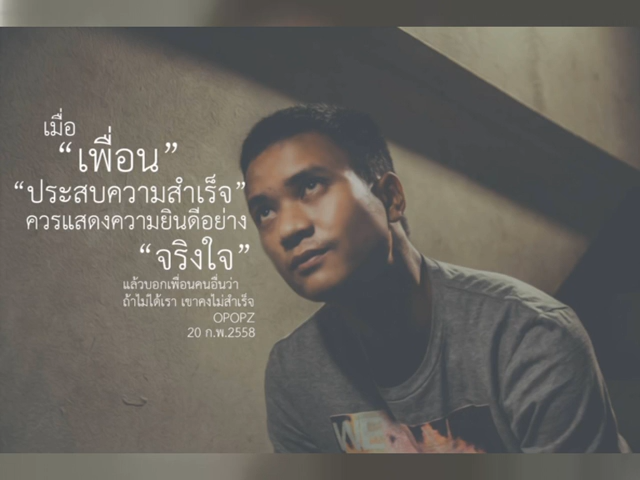 เมื่อ
“เพื่อน”
“ประสบความสำเร็จ”
ควรแสดงความยินดีอย่าง
“จริงใจ”
แล้วบอกเพื่อนคนอื่นว่า
ถ้าไม่ได้เรา เขาคงไม่สำเร็จ
OPOPZ
20 ก.พ.2558